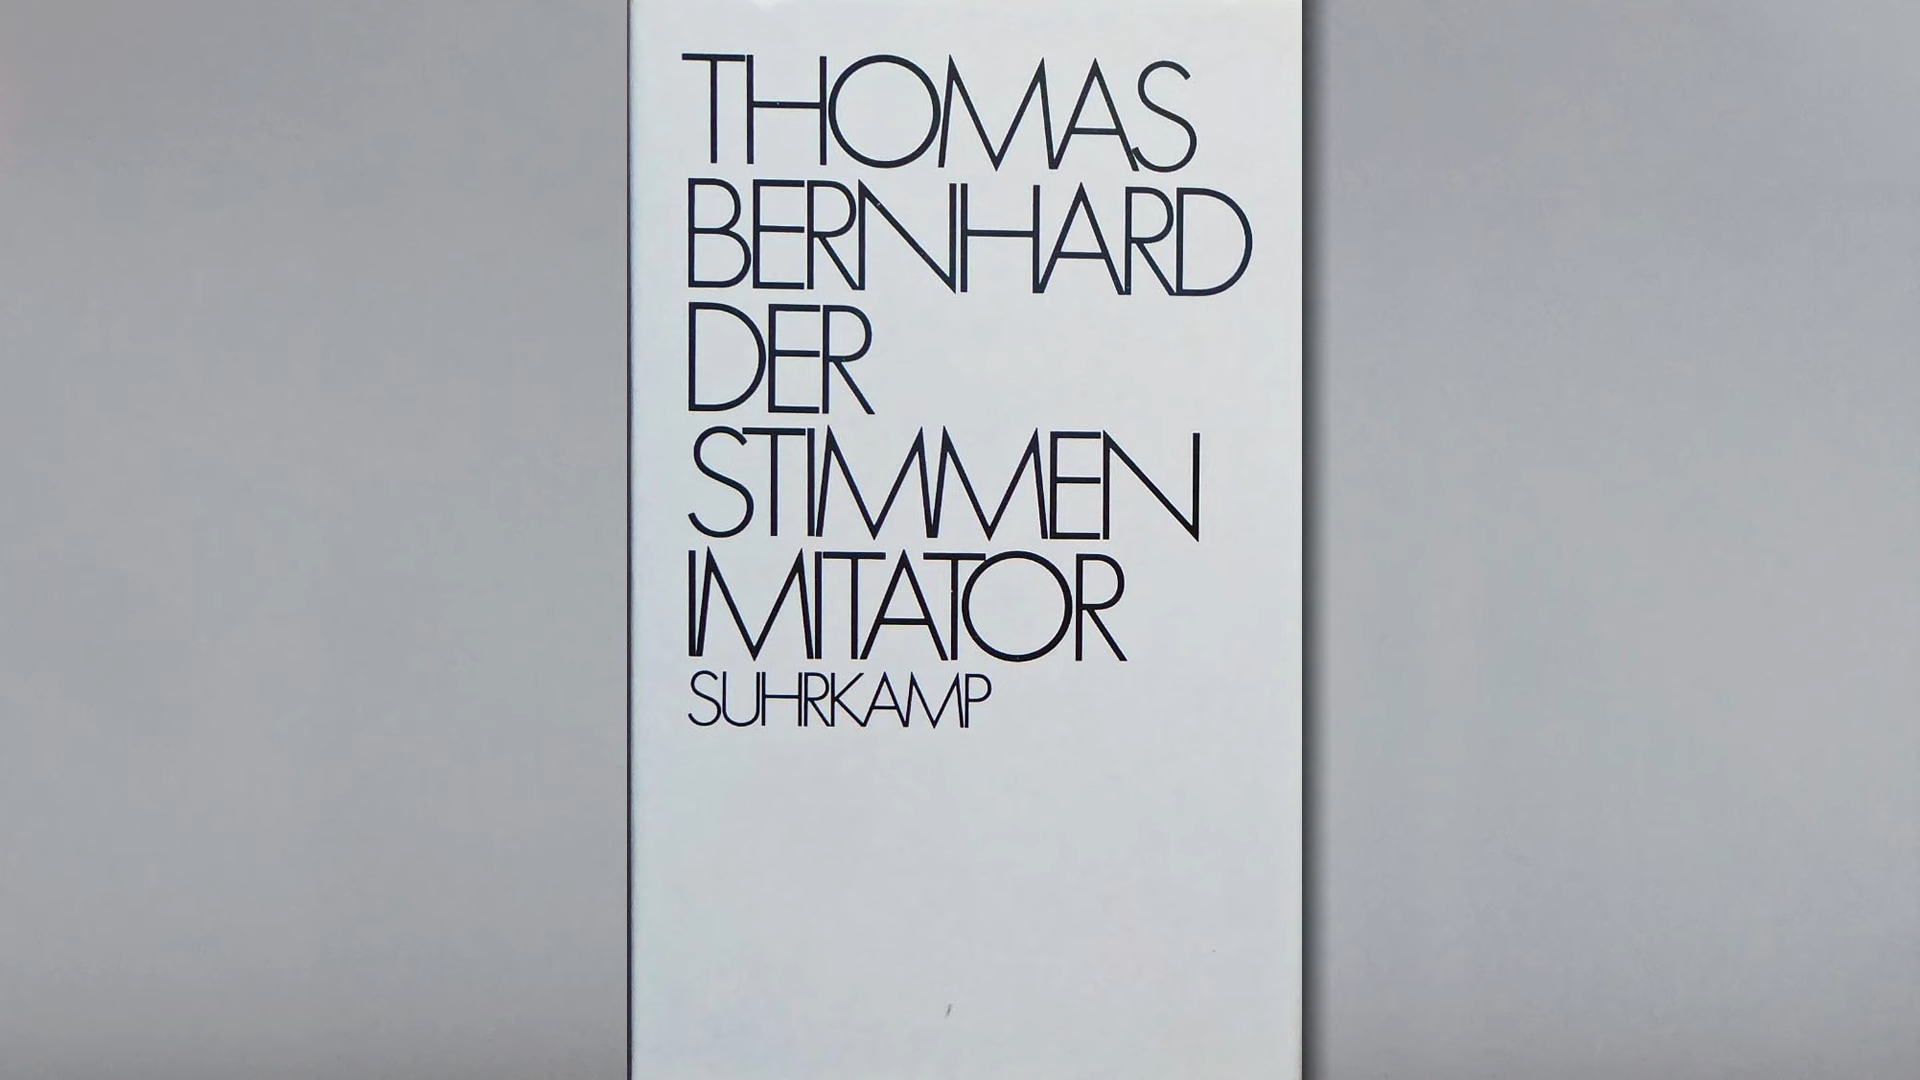 THOMAS
BERNHARD
DER
STIMMEN
IMITATOR
SUHRKAMP